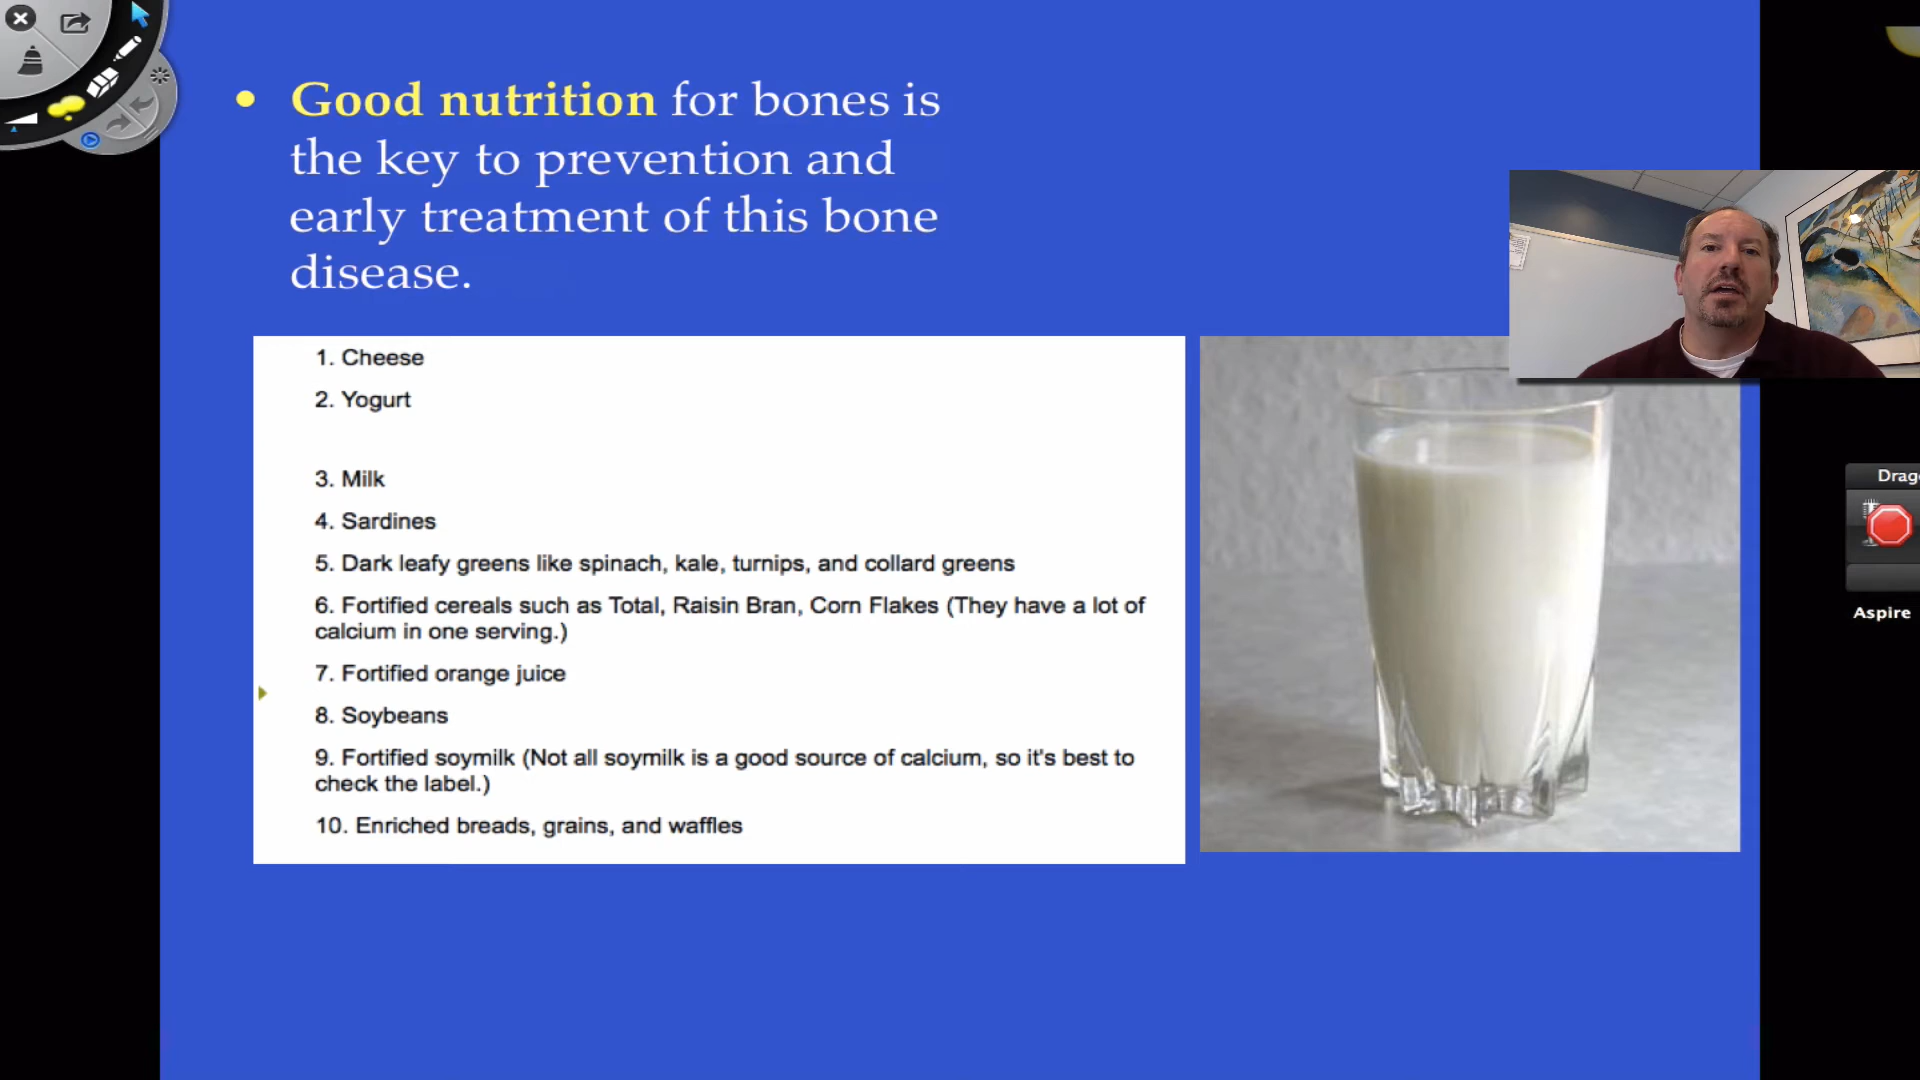 • Good nutrition for bones is
the key to prevention and
early treatment of this bone
disease.
1. Cheese
2. Yogurt
3. Milk
4. Sardines
5. Dark leafy greens like spinach, kale, turnips, and collard greens
6. Fortified cereals such as Total, Raisin Bran, Corn Flakes (They have a lot of
calcium in one serving.)
7. Fortified orange juice
8. Soybeans
9. Fortified soymilk (Not all soymilk is a good source of calcium, so it's best to
check the label.)
10. Enriched breads, grains, and waffles
Drag
Aspire